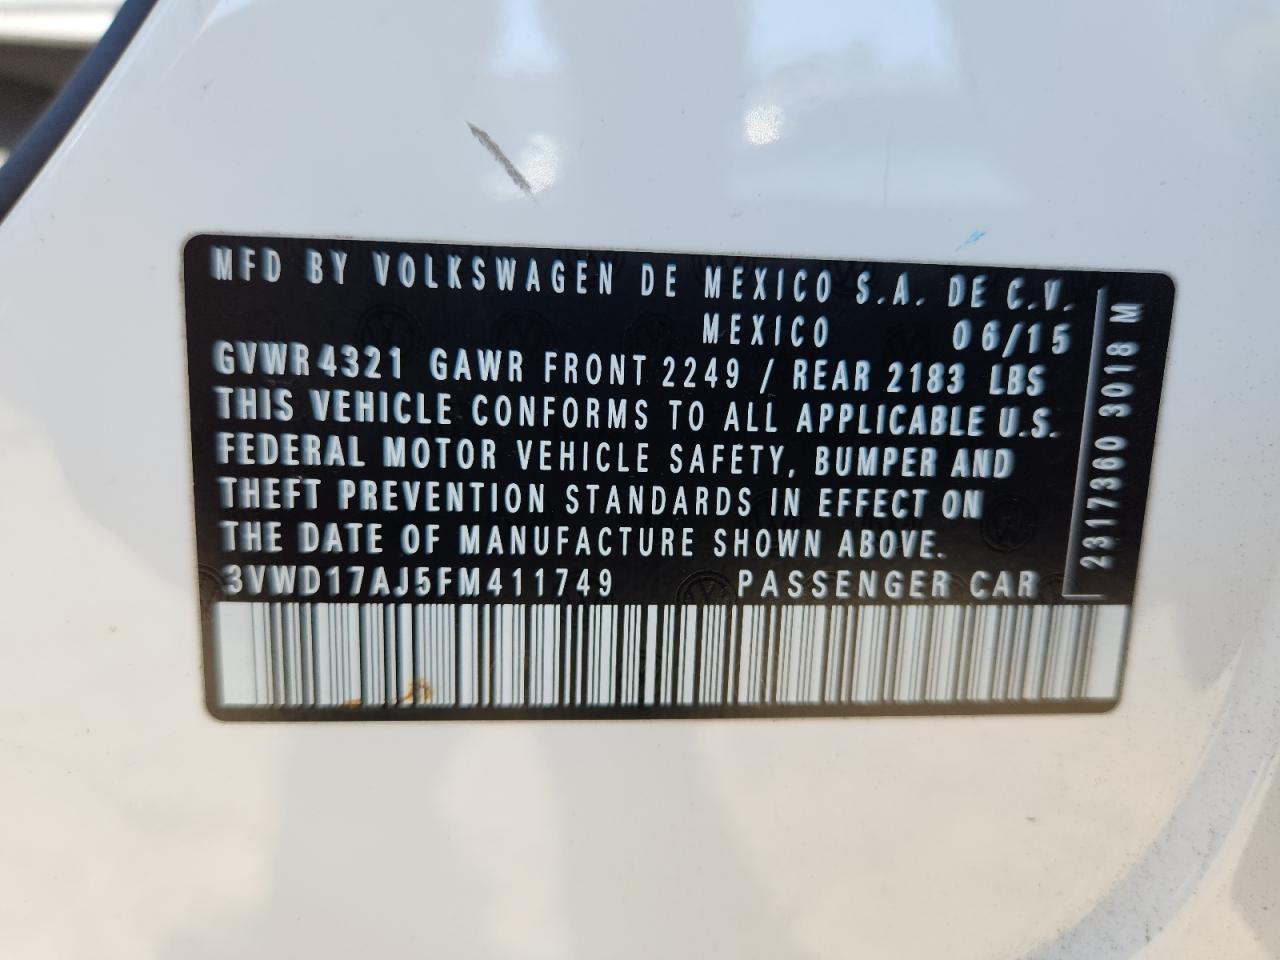 MFD BY VOLKSWAGEN DE MEXICO S.A. DE C.V.
MEXICO 06/15
GVWR 4321 GAWR FRONT 2249 / REAR 2183 LBS
THIS VEHICLE CONFORMS TO ALL APPLICABLE U.S.
FEDERAL MOTOR VEHICLE SAFETY, BUMPER AND
THEFT PREVENTION STANDARDS IN EFFECT ON
THE DATE OF MANUFACTURE SHOWN ABOVE.
3VWD17AJ5FM411749 PASSENGER CAR
2317360 3018 M